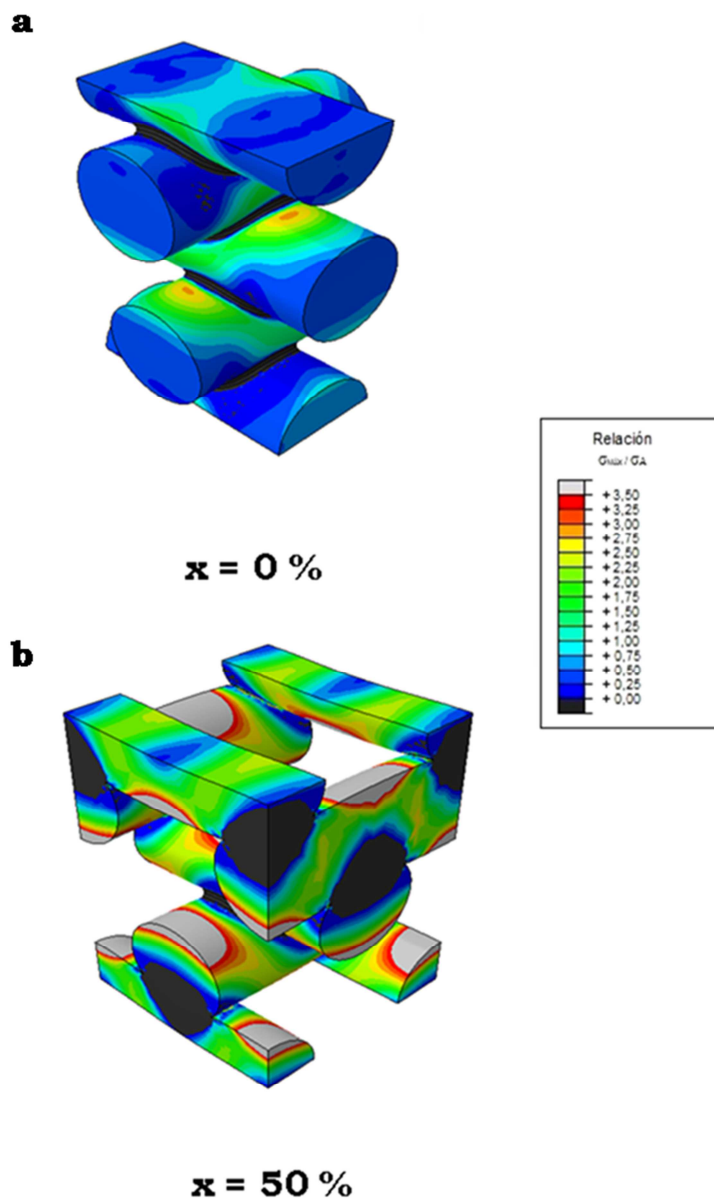 a
x = 0 %
Relación
σMáx / σA
+3,50
+3,25
+3,00
+2,75
+2,50
+2,25
+2,00
+1,75
+1,50
+1,25
+1,00
+0,75
+0,50
+0,25
+0,00
b
x = 50 %